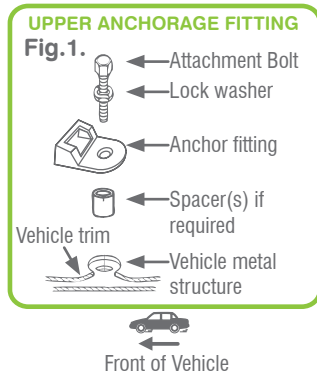 UPPER ANCHORAGE FITTING
Fig.1.
Attachment Bolt
Lock washer
Anchor fitting
Spacer(s) if
required
Vehicle trim
Vehicle metal
structure
Front of Vehicle